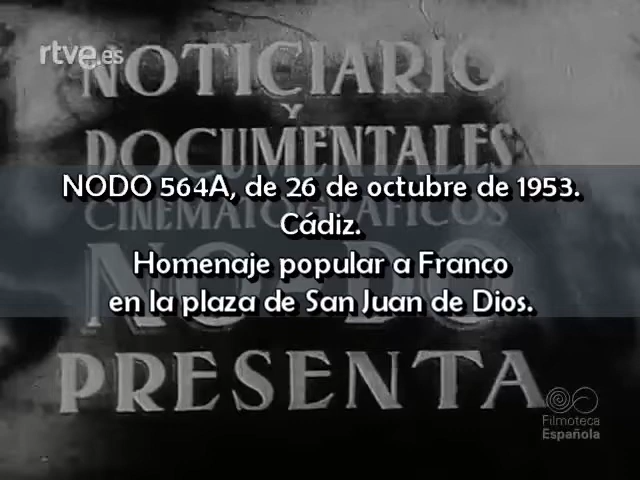 rtve.es
NOTICIARIO
Y
DOCUMENTALES
NODO 564A, de 26 de octubre de 1953.
CINEMATOGRÁFICOS
Cádiz.
Homenaje popular a Franco
NO-DO
en la plaza de San Juan de Dios.
PRESENTA
Filmoteca
Española